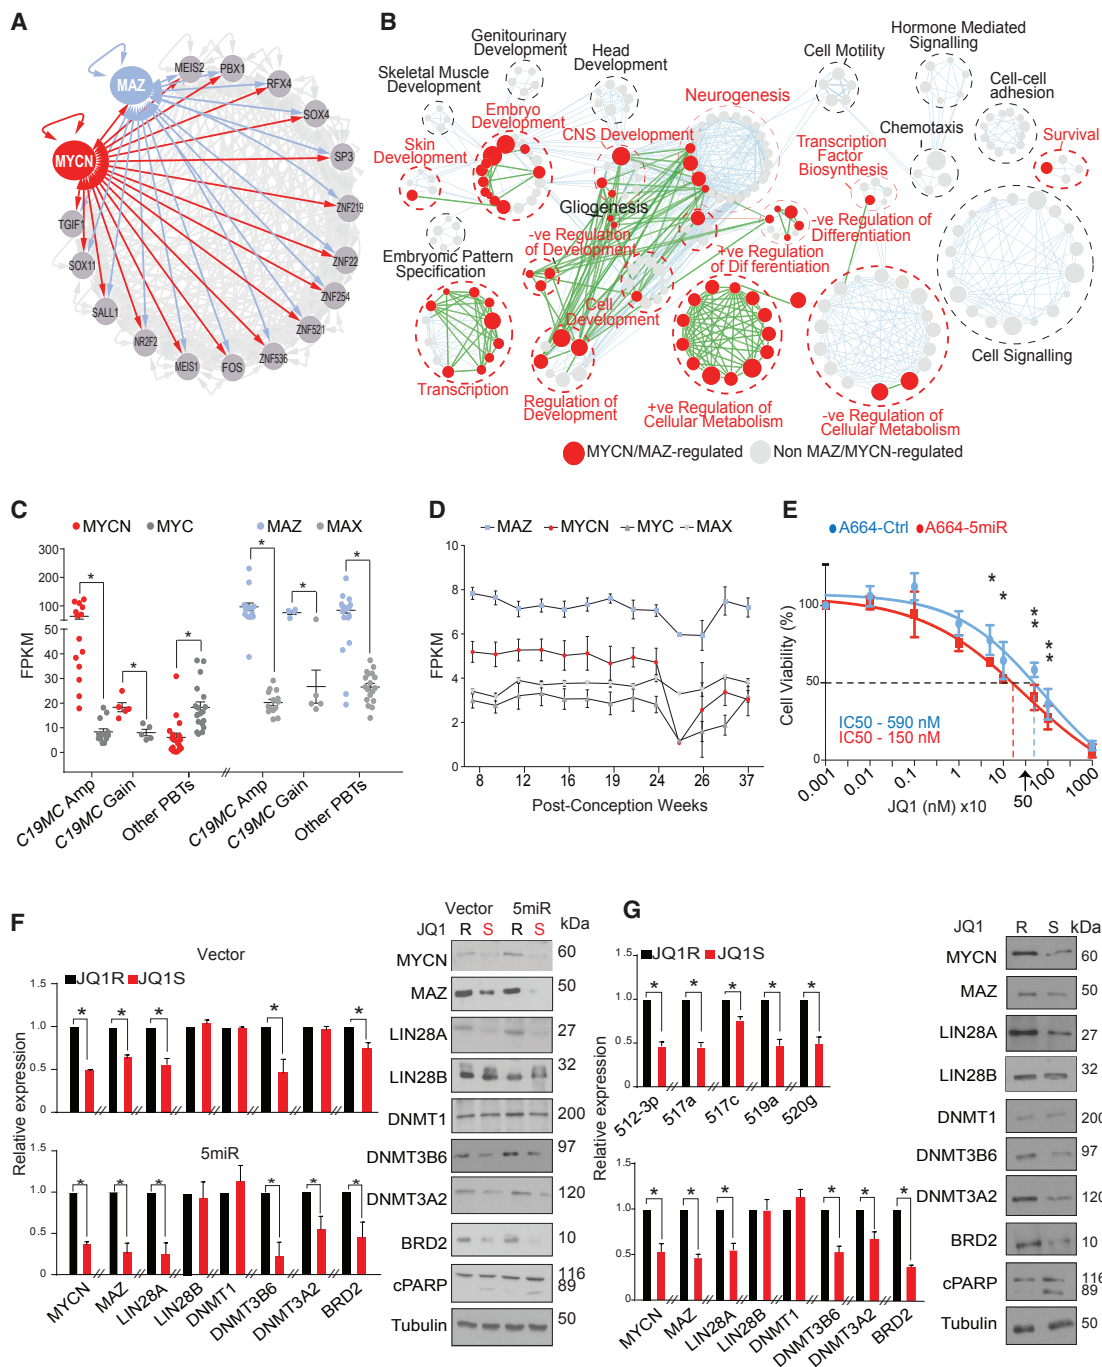 A
MAZ
MYCN
MEIS2
PBX1
RFX4
SOX4
SP3
ZNF219
ZNF22
ZNF254
ZNF521
ZNF536
FOS
MEIS1
NR2F2
SALL1
SOX11
TGIF1
B
Genitourinary
Development
Head
Development
Skeletal Muscle
Development
Embryo
Development
Skin
Development
CNS Development
Neurogenesis
Cell Motility
Hormone Mediated
Signalling
Cell-cell
adhesion
Chemotaxis
Survival
Transcription
Factor
Biosynthesis
Gliogenesis
-ve Regulation
of Development
Embryonic Pattern
Specification
-ve Regulation of
Differentiation
+ve Regulation
of Differentiation
Cell
Development
Transcription
Regulation of
Development
+ve Regulation of
Cellular Metabolism
-ve Regulation of
Cellular Metabolism
Cell Signalling
MYCN/MAZ-regulated
Non MAZ/MYCN-regulated
C
MYCN
MYC
MAZ
MAX
FPKM
300
200
100
50
40
30
20
10
0
* * * * * *
C19MC Amp
C19MC Gain
Other PBTs
C19MC Amp
C19MC Gain
Other PBTs
D
MAZ
MYCN
MYC
MAX
FPKM
10
8
6
4
2
0
8 12 16 20 24 26 37
Post-Conception Weeks
E
A664-Ctrl
A664-5miR
Cell Viability (%)
100
50
0
*
*
*
*
*
*
IC50 - 590 nM
IC50 - 150 nM
0.001 0.01 0.1 1 10 100 1000
50
JQ1 (nM) x10
F
Vector
JQ1R
JQ1S
Relative expression
1.5
1.0
0.5
0
* * * * *
5miR
1.5
1.0
0.5
0
* * * * * *
MYCN
MAZ
LIN28A
LIN28B
DNMT1
DNMT3B6
DNMT3A2
BRD2
Vector 5miR
JQ1 R S R S kDa
MYCN 60
MAZ 50
LIN28A 27
LIN28B 32
DNMT1 200
DNMT3B6 97
DNMT3A2 120
BRD2 10
cPARP 116
89
Tubulin 50
G
JQ1R
JQ1S
Relative expression
1.5
1.0
0.5
0
* * * * *
512-3p
517a
517c
519a
520g
1.5
1.0
0.5
0
* * * * * *
MYCN
MAZ
LIN28A
LIN28B
DNMT1
DNMT3B6
DNMT3A2
BRD2
JQ1 R S kDa
MYCN 60
MAZ 50
LIN28A 27
LIN28B 32
DNMT1 200
DNMT3B6 97
DNMT3A2 120
BRD2 10
cPARP 116
89
Tubulin 50